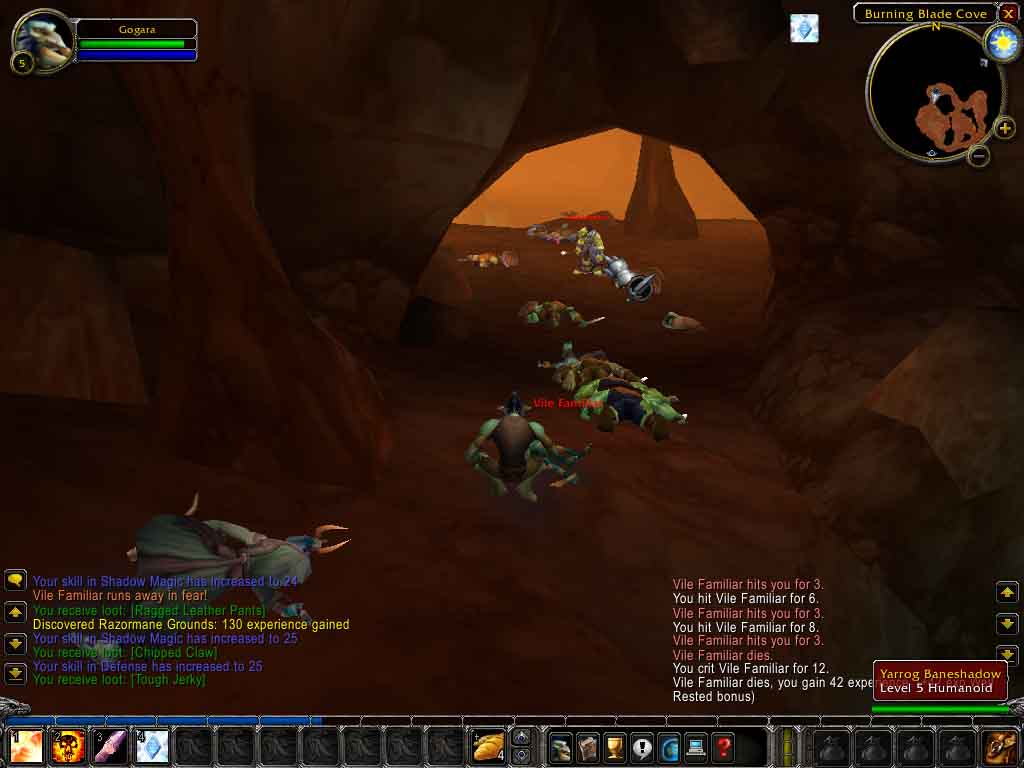 Burning Blade Cove
N
Gogara
5
Vile Familiar
Your skill in Shadow Magic has increased to 24
Vile Familiar runs away in fear!
You receive loot: [Ragged Leather Pants]
Discovered Razormane Grounds: 130 experience gained
Your skill in Shadow Magic has increased to 25
You receive loot: [Chipped Claw]
Your skill in Defense has increased to 25
You receive loot: [Tough Jerky]
Vile Familiar hits you for 3.
You hit Vile Familiar for 6.
Vile Familiar hits you for 3.
You hit Vile Familiar for 8.
Vile Familiar hits you for 3.
Vile Familiar dies.
You crit Vile Familiar for 12.
Vile Familiar dies, you gain 42
Rested bonus)
Yarrog Baneshadow
Level 5 Humanoid
1 2 3 4 4